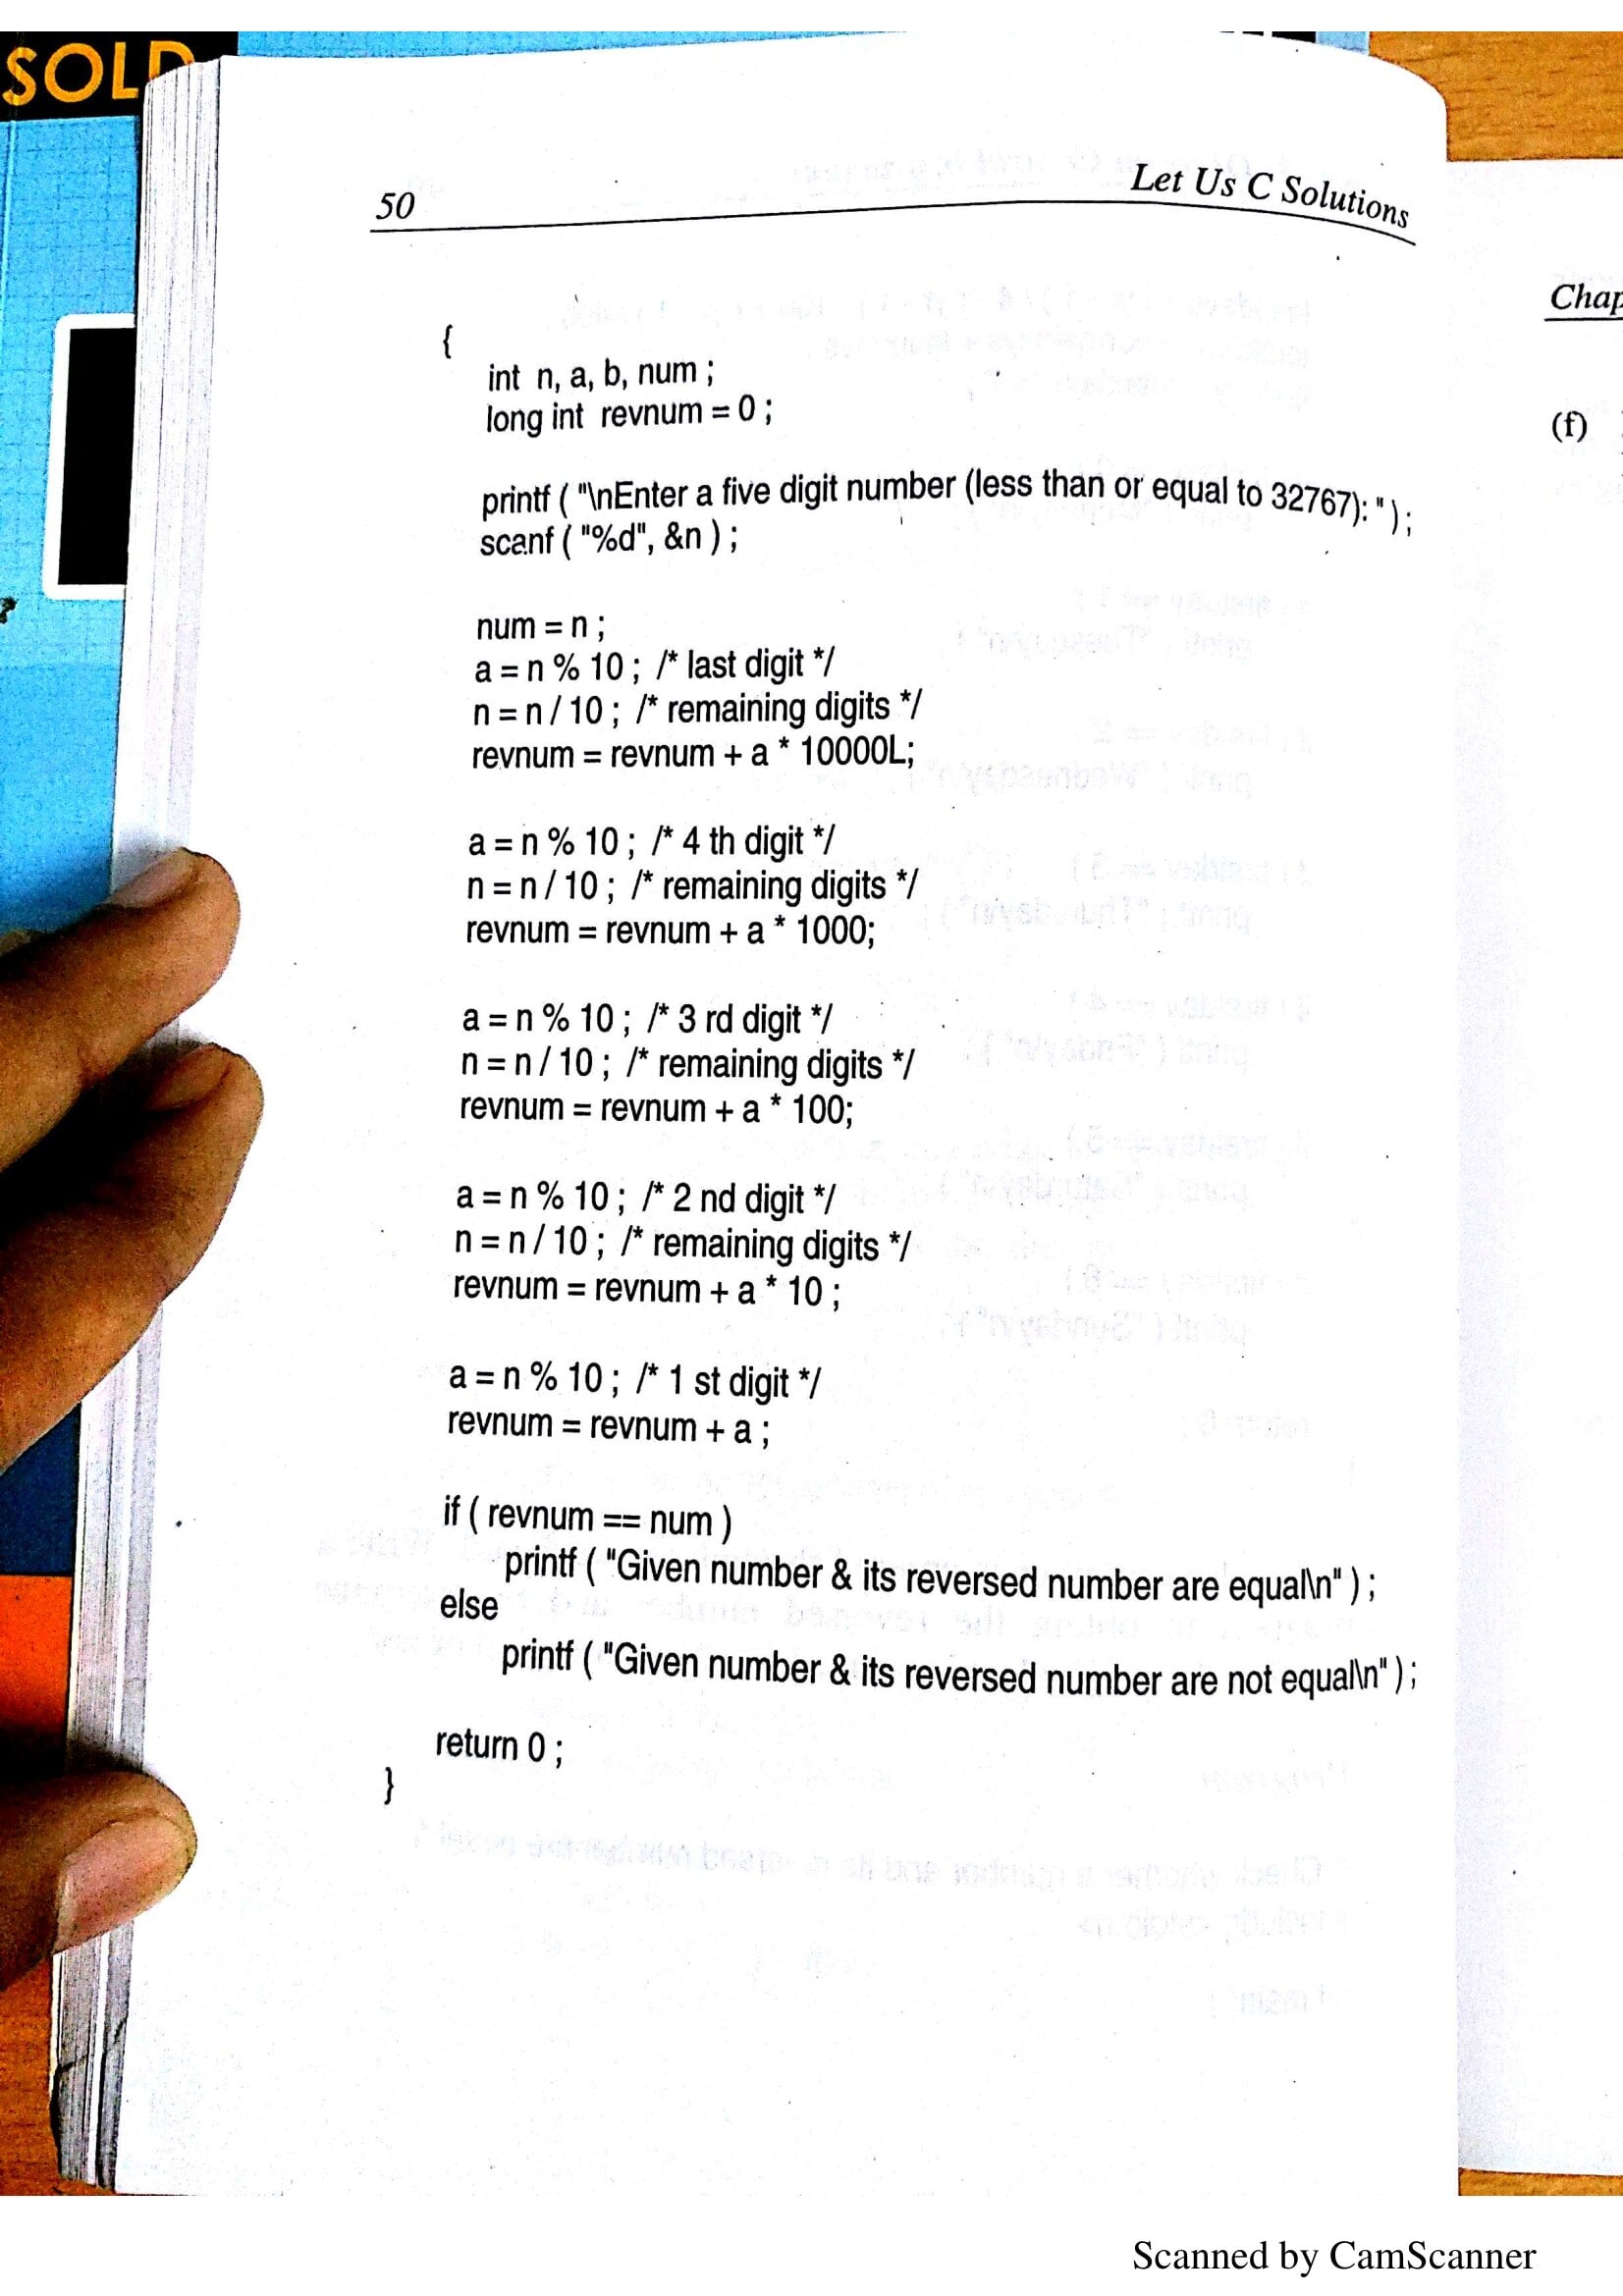 SOLD
50
Let Us C Solutions
{
int n, a, b, num ;
long int revnum = 0 ;
printf ( "\nEnter a five digit number (less than or equal to 32767): " ) ;
scanf ( "%d", &n ) ;
num = n ;
a = n % 10 ; /* last digit */
n = n / 10 ; /* remaining digits */
revnum = revnum + a * 10000L;
a = n % 10 ; /* 4 th digit */
n = n / 10 ; /* remaining digits */
revnum = revnum + a * 1000;
a = n % 10 ; /* 3 rd digit */
n = n / 10 ; /* remaining digits */
revnum = revnum + a * 100;
a = n % 10 ; /* 2 nd digit */
n = n / 10 ; /* remaining digits */
revnum = revnum + a * 10 ;
a = n % 10 ; /* 1 st digit */
revnum = revnum + a ;
if ( revnum == num )
printf ( "Given number & its reversed number are equal\n" ) ;
else
printf ( "Given number & its reversed number are not equal\n" ) ;
return 0 ;
}
Chap
(f)
Scanned by CamScanner